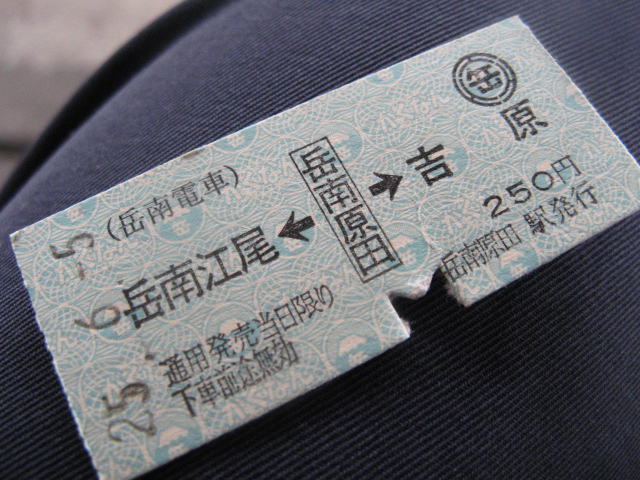 25.-6.-5
(岳南電車)
岳
岳南江尾 ← 岳南原田 → 吉原
250円
通用発売当日限り
下車前途無効
岳南原田駅発行